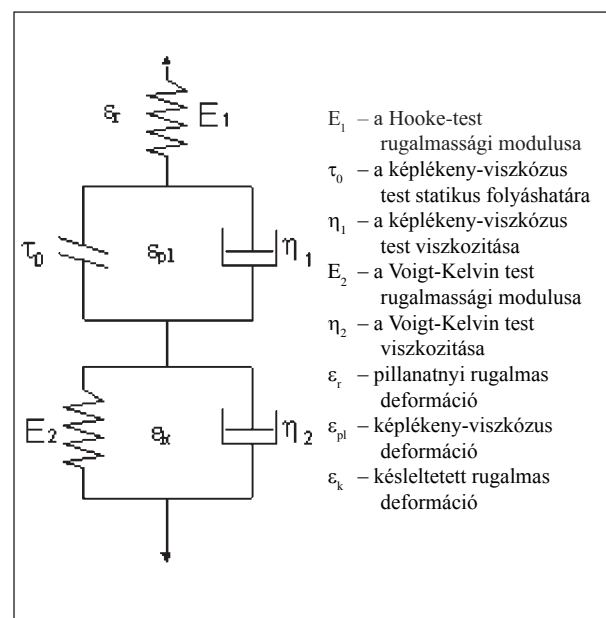 εr E1
τ0 εpl η1
E2 εk η2
E1 – a Hooke-test
rugalmassági modulusa
τ0 – a képlékeny-viszkózus
test statikus folyáshatára
η1 – a képlékeny-viszkózus
test viszkozitása
E2 – a Voigt-Kelvin test
rugalmassági modulusa
η2 – a Voigt-Kelvin test
viszkozitása
εr – pillanatnyi rugalmas
deformáció
εpl – képlékeny-viszkózus
deformáció
εk – késleltetett rugalmas
deformáció